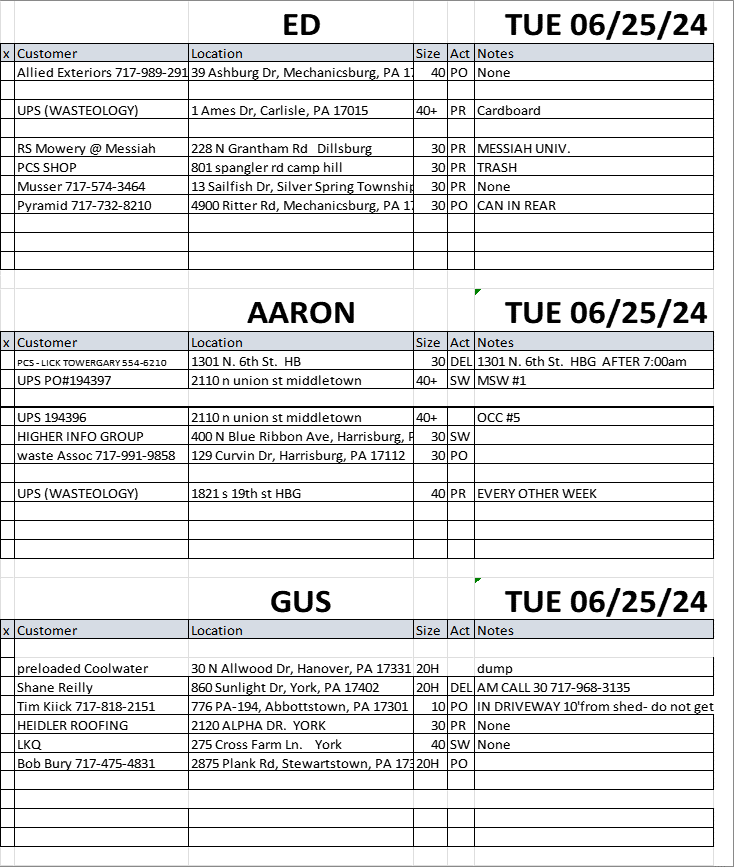 ED TUE 06/25/24
x Customer Location Size Act Notes
Allied Exteriors 717-989-291 39 Ashburg Dr, Mechanicsburg, PA 17 40 PO None
UPS (WASTEOLOGY) 1 Ames Dr, Carlisle, PA 17015 40+ PR Cardboard
RS Mowery @ Messiah 228 N Grantham Rd Dillsburg 30 PR MESSIAH UNIV.
PCS SHOP 801 spangler rd camp hill 30 PR TRASH
Musser 717-574-3464 13 Sailfish Dr, Silver Spring Township 30 PR None
Pyramid 717-732-8210 4900 Ritter Rd, Mechanicsburg, PA 17 30 PO CAN IN REAR
AARON TUE 06/25/24
x Customer Location Size Act Notes
PCS - LICK TOWERGARY 554-6210 1301 N. 6th St. HB 30 DEL 1301 N. 6th St. HBG AFTER 7:00am
UPS PO#194397 2110 n union st middletown 40+ SW MSW #1
UPS 194396 2110 n union st middletown 40+ OCC #5
HIGHER INFO GROUP 400 N Blue Ribbon Ave, Harrisburg, P 30 SW
waste Assoc 717-991-9858 129 Curvin Dr, Harrisburg, PA 17112 30 PO
UPS (WASTEOLOGY) 1821 s 19th st HBG 40 PR EVERY OTHER WEEK
GUS TUE 06/25/24
x Customer Location Size Act Notes
preloaded Coolwater 30 N Allwood Dr, Hanover, PA 17331 20H dump
Shane Reilly 860 Sunlight Dr, York, PA 17402 20H DEL AM CALL 30 717-968-3135
Tim Kiick 717-818-2151 776 PA-194, Abbottstown, PA 17301 10 PO IN DRIVEWAY 10'from shed- do not get
HEIDLER ROOFING 2120 ALPHA DR. YORK 30 PR None
LKQ 275 Cross Farm Ln. York 40 SW None
Bob Bury 717-475-4831 2875 Plank Rd, Stewartstown, PA 173 20H PO